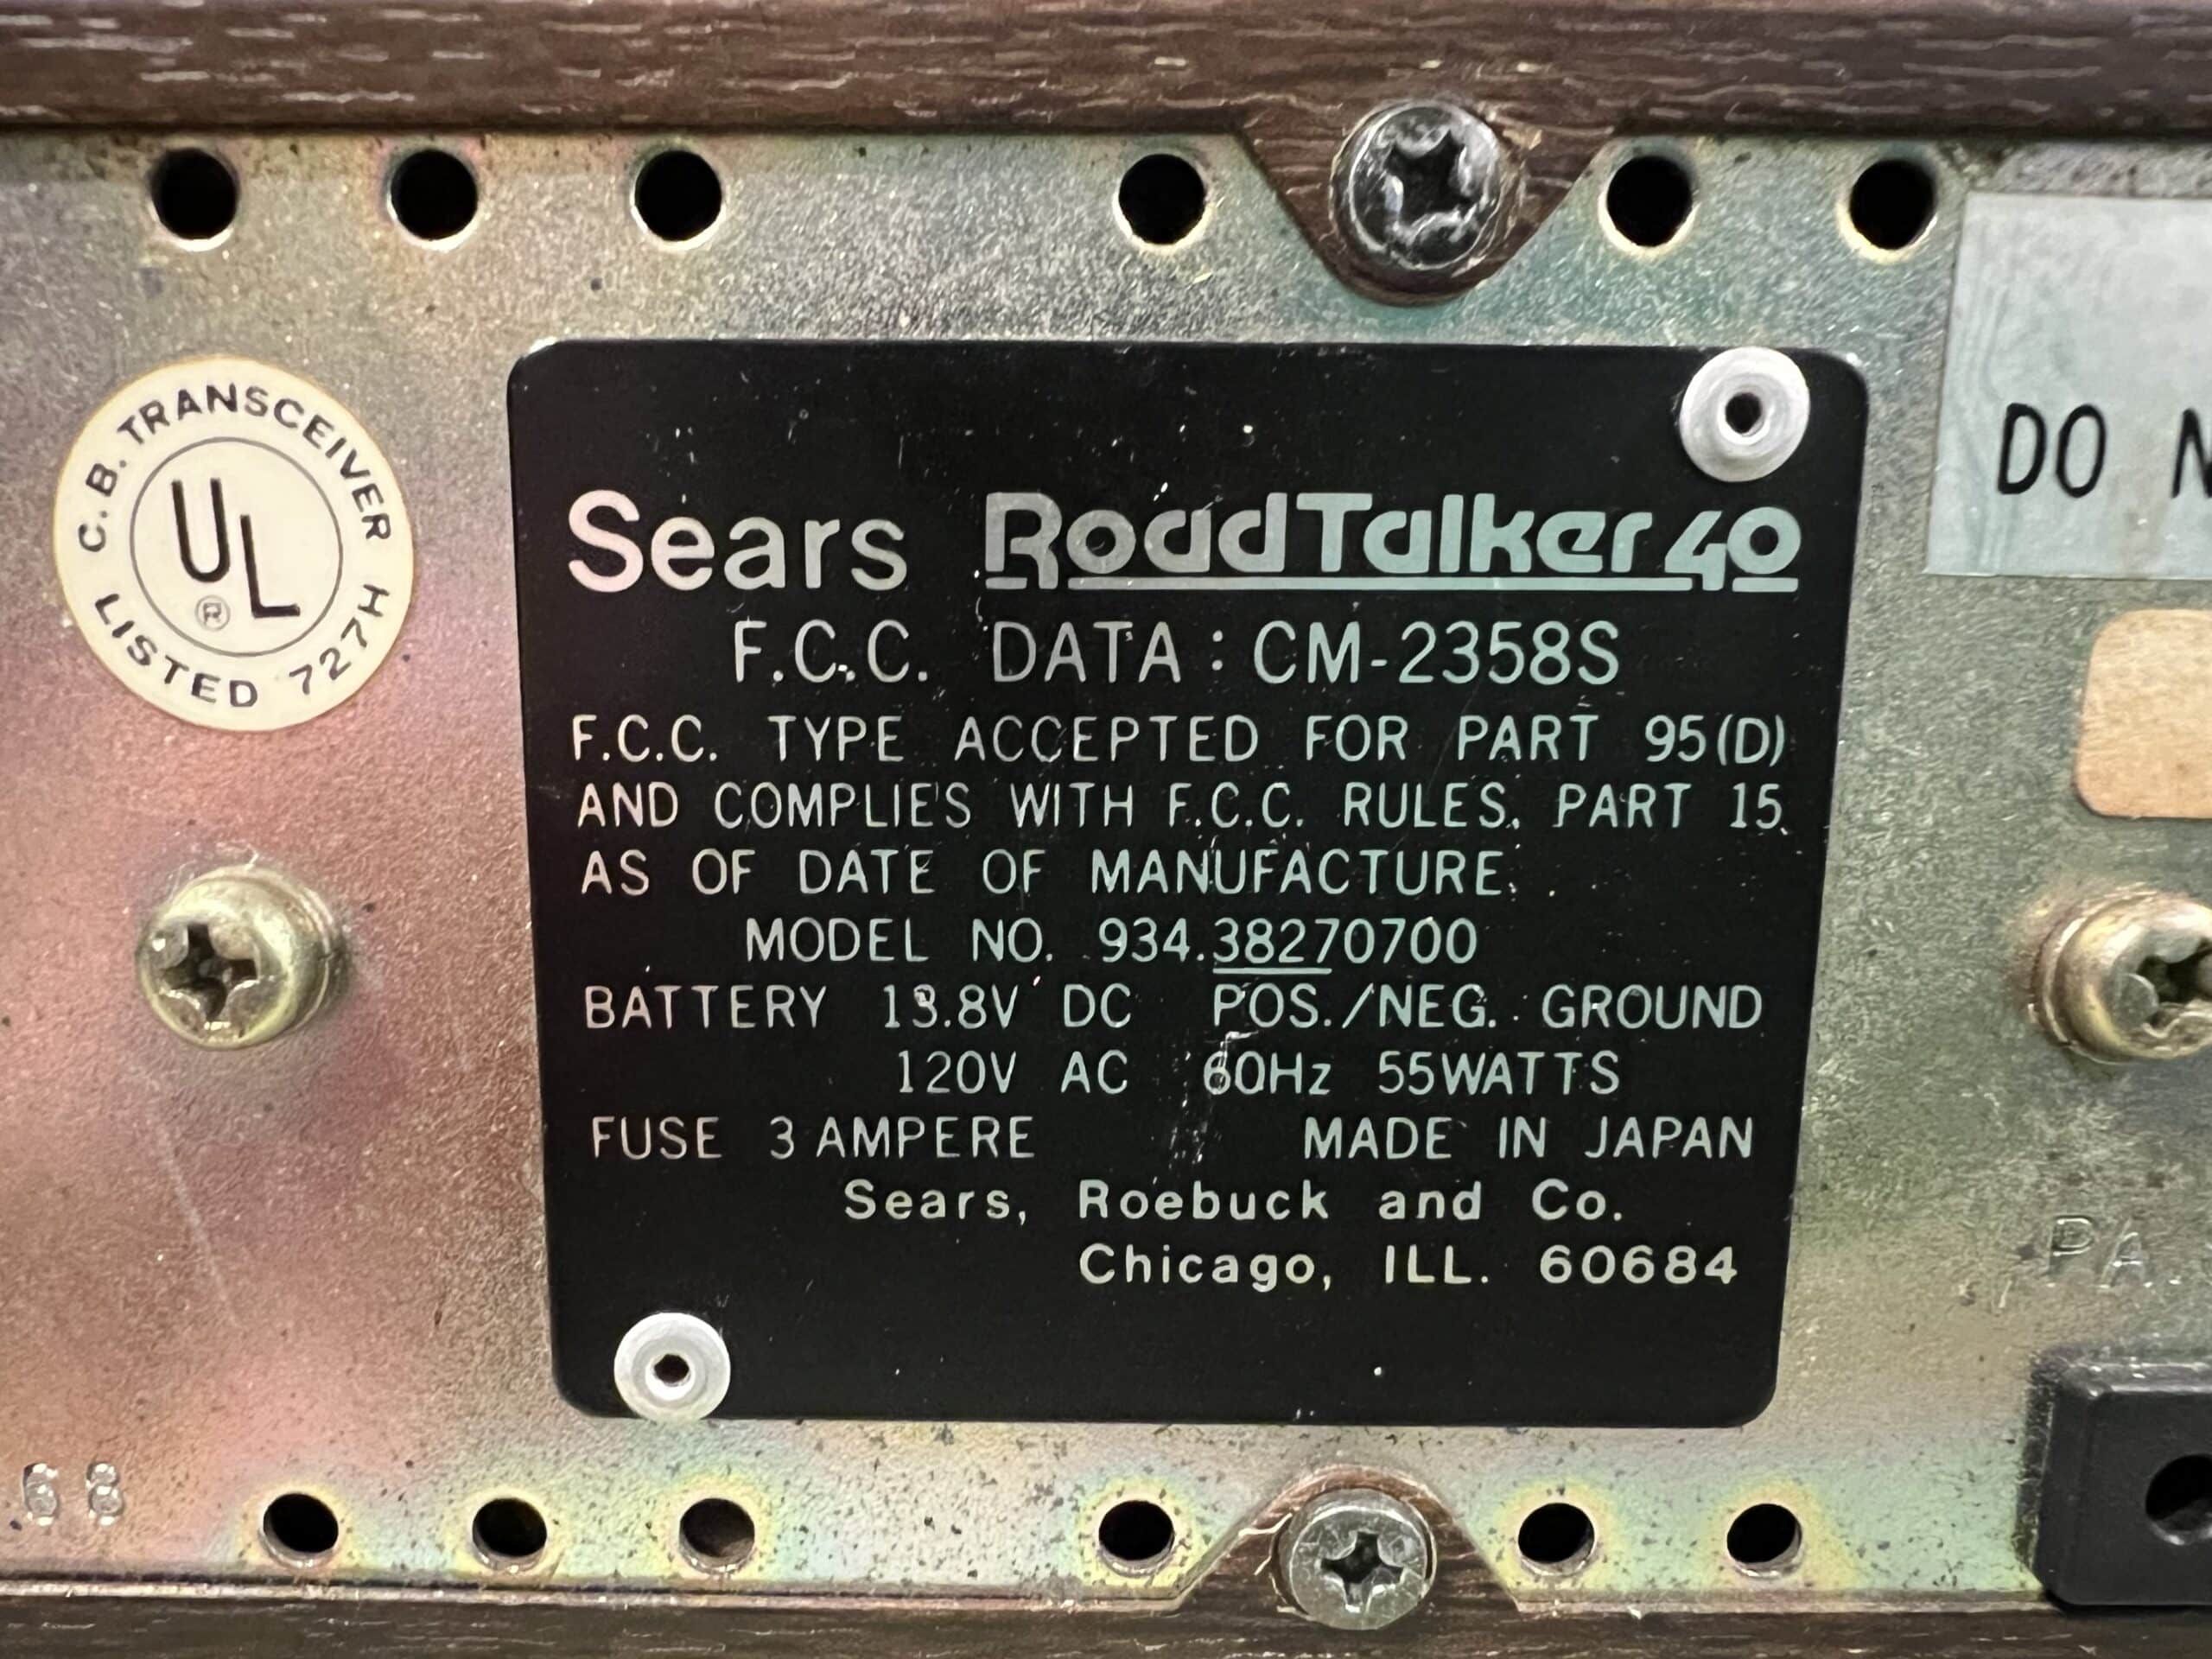 C.B. TRANSCEIVER
UL
®
LISTED 727H
Sears RoadTalker 40
F.C.C. DATA : CM-2358S
F.C.C. TYPE ACCEPTED FOR PART 95(D)
AND COMPLIES WITH F.C.C. RULES, PART 15
AS OF DATE OF MANUFACTURE.
MODEL NO. 934.38270700
BATTERY 13.8V DC POS./NEG. GROUND
120V AC 60Hz 55WATTS
FUSE 3 AMPERE MADE IN JAPAN
Sears, Roebuck and Co.
Chicago, ILL. 60684
DO N
PA.
68